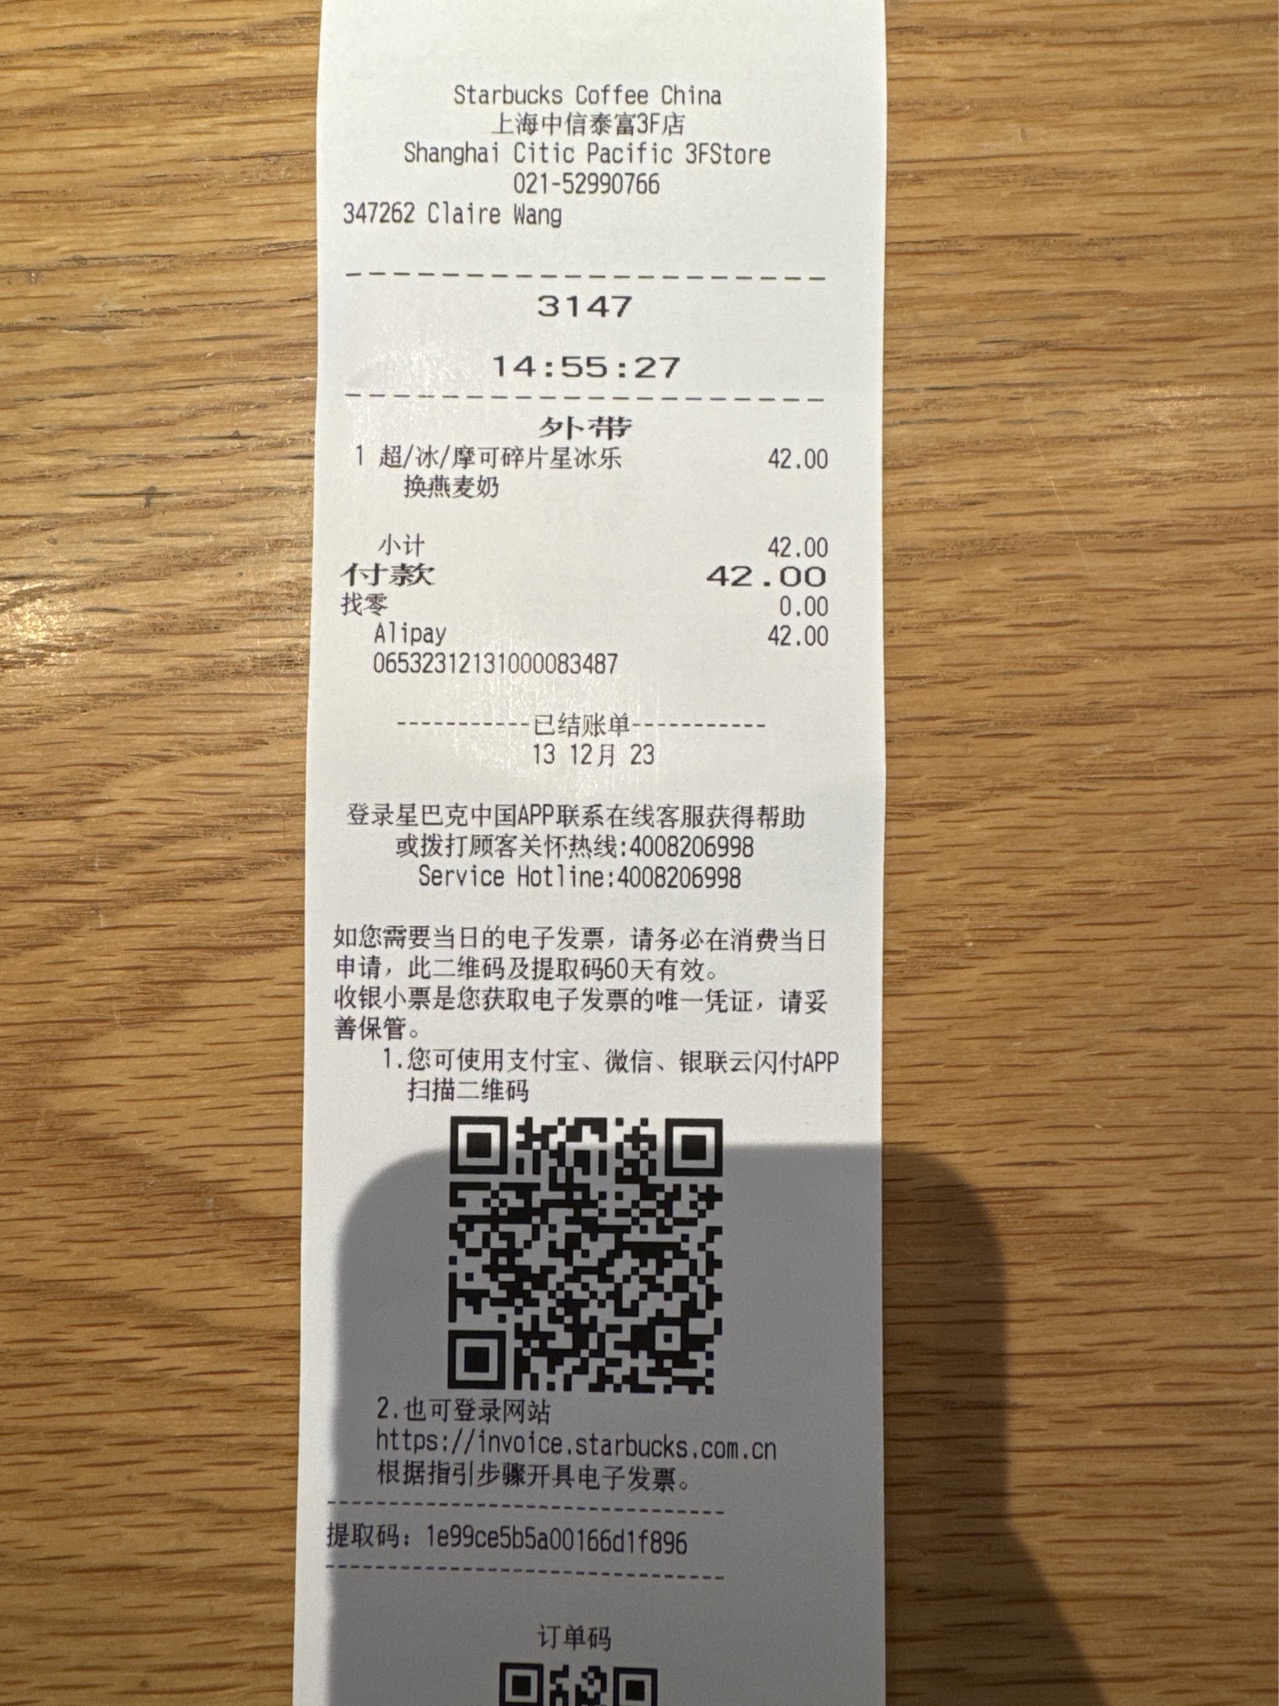 Starbucks Coffee China
上海中信泰富3F店
Shanghai Citic Pacific 3FStore
021-52990766
347262 Claire Wang
3147
14:55:27
外带
1 超/冰/摩可碎片星冰乐 42.00
换燕麦奶
小计 42.00
付款 42.00
找零 0.00
Alipay 42.00
06532312131000083487
-----------已结账单-----------
13 12月 23
登录星巴克中国APP联系在线客服获得帮助
或拨打顾客关怀热线:4008206998
Service Hotline:4008206998
如您需要当日的电子发票，请务必在消费当日
申请，此二维码及提取码60天有效。
收银小票是您获取电子发票的唯一凭证，请妥
善保管。
1.您可使用支付宝、微信、银联云闪付APP
扫描二维码
2.也可登录网站
https://invoice.starbucks.com.cn
根据指引步骤开具电子发票。
提取码：1e99ce5b5a00166d1f896
订单码